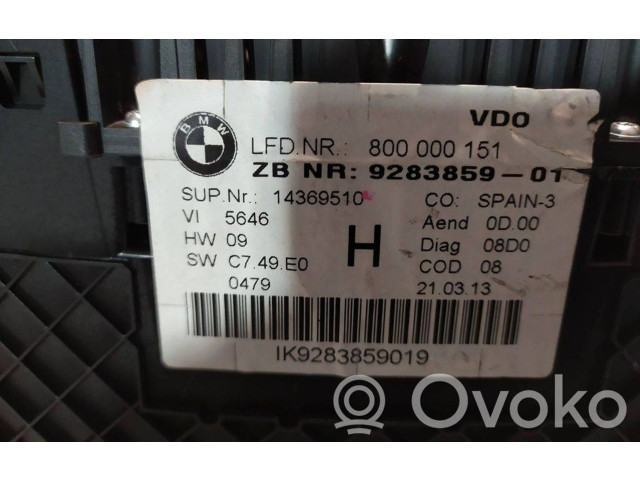 BMW
VDO
LFD.NR.: 800 000 151
ZB NR: 9283859-01
SUP.Nr.: 14369510 CO: SPAIN-3
VI 5646 Aend 0D.00
HW 09 H Diag 08D0
SW C7.49.E0 COD 08
0479 21.03.13
IK9283859019
Ovoko